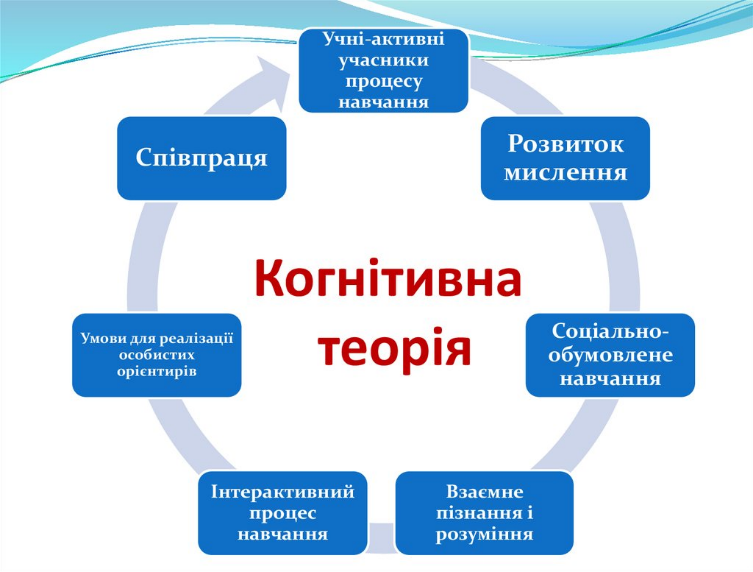 Учні-активні
учасники
процесу
навчання
Розвиток
мислення
Соціально-
обумовлене
навчання
Взаємне
пізнання і
розуміння
Інтерактивний
процес
навчання
Умови для реалізації
особистих
орієнтирів
Співпраця
Когнітивна
теорія